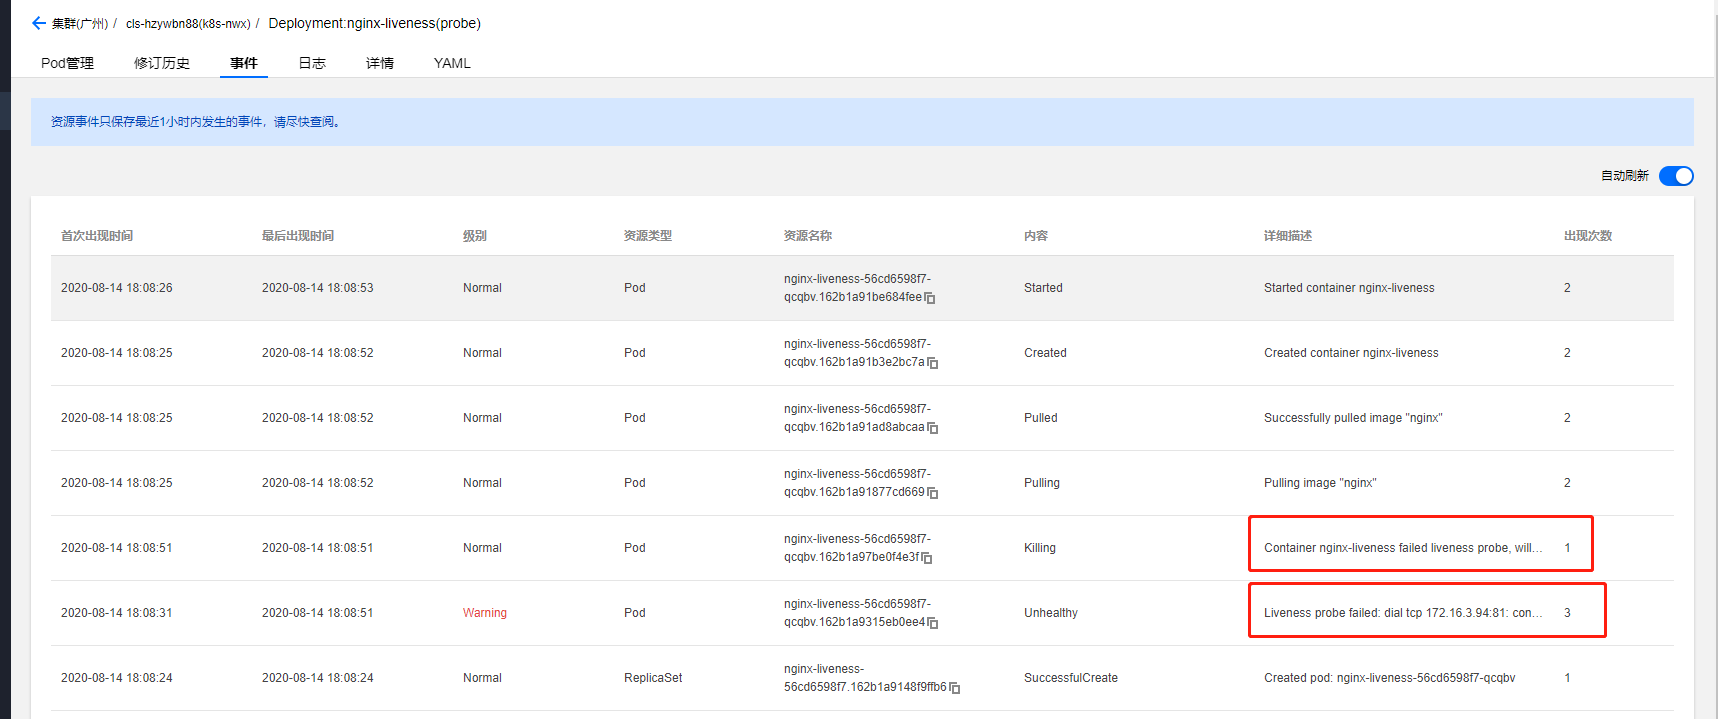 集群(广州) / cls-hzywbn88(k8s-nwx) / Deployment:nginx-liveness(probe)
Pod管理 修订历史 事件 日志 详情 YAML
资源事件只保存最近1小时内发生的事件，请尽快查阅。
自动刷新
首次出现时间 最后出现时间 级别 资源类型 资源名称 内容 详细描述 出现次数
2020-08-14 18:08:26 2020-08-14 18:08:53 Normal Pod nginx-liveness-56cd6598f7- Started Started container nginx-liveness 2
qcqbv.162b1a91be684fee
2020-08-14 18:08:25 2020-08-14 18:08:52 Normal Pod nginx-liveness-56cd6598f7- Created Created container nginx-liveness 2
qcqbv.162b1a91b3e2bc7a
2020-08-14 18:08:25 2020-08-14 18:08:52 Normal Pod nginx-liveness-56cd6598f7- Pulled Successfully pulled image "nginx" 2
qcqbv.162b1a91ad8abcaa
2020-08-14 18:08:25 2020-08-14 18:08:52 Normal Pod nginx-liveness-56cd6598f7- Pulling Pulling image "nginx" 2
qcqbv.162b1a91877cd669
2020-08-14 18:08:51 2020-08-14 18:08:51 Normal Pod nginx-liveness-56cd6598f7- Killing Container nginx-liveness failed liveness probe, will... 1
qcqbv.162b1a97be0f4e3f
2020-08-14 18:08:31 2020-08-14 18:08:51 Warning Pod nginx-liveness-56cd6598f7- Unhealthy Liveness probe failed: dial tcp 172.16.3.94:81: con... 3
qcqbv.162b1a9315eb0ee4
2020-08-14 18:08:24 2020-08-14 18:08:24 Normal ReplicaSet nginx-liveness- SuccessfulCreate Created pod: nginx-liveness-56cd6598f7-qcqbv 1
56cd6598f7.162b1a9148f9ffb6